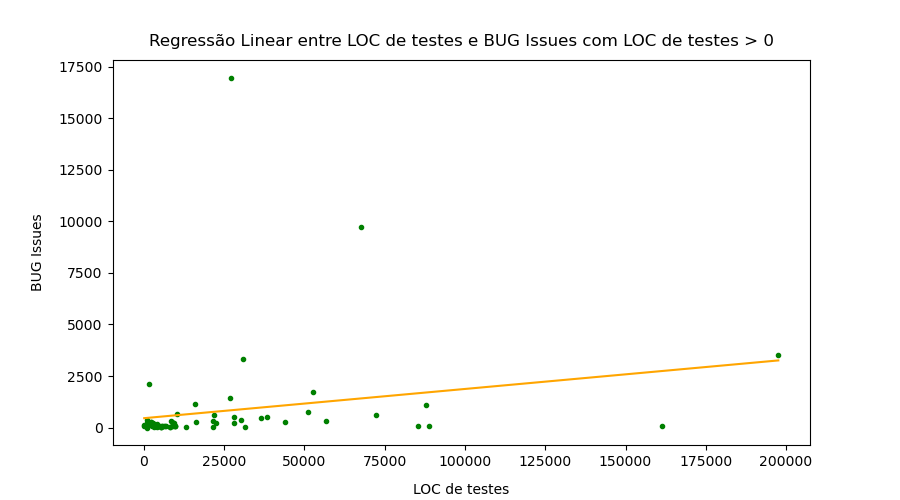 Regressão Linear entre LOC de testes e BUG Issues com LOC de testes > 0
17500
15000
12500
10000
7500
5000
2500
0
BUG Issues
0 25000 50000 75000 100000 125000 150000 175000 200000
LOC de testes